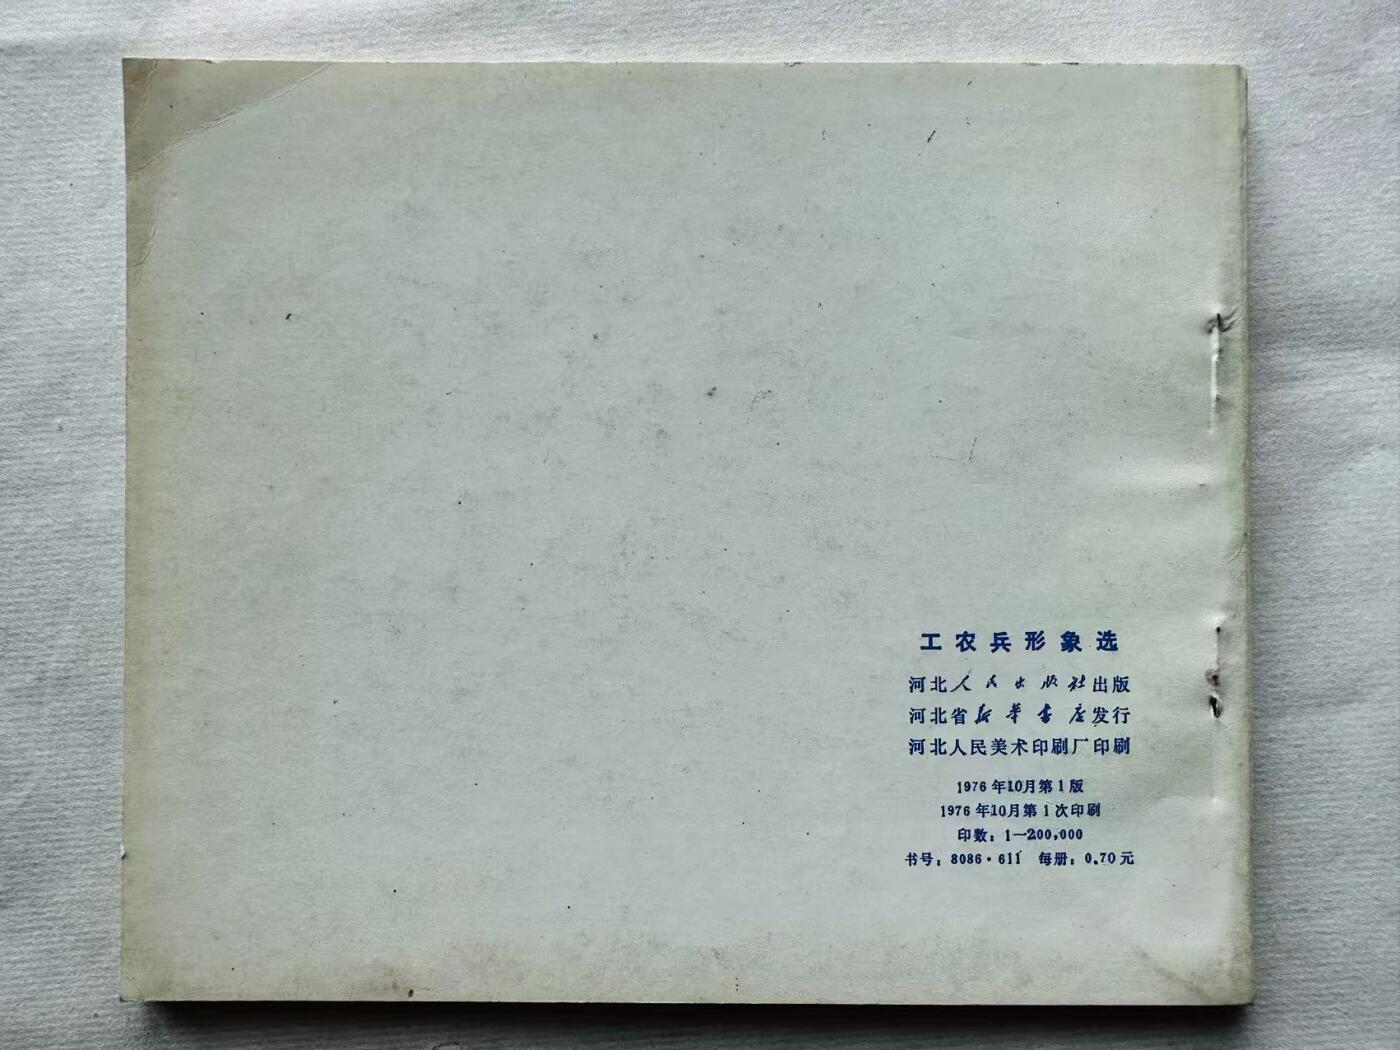 工农兵形象选
河北人民出版社出版
河北省新华书店发行
河北人民美术印刷厂印刷
1976年10月第1版
1976年10月第1次印刷
印数：1—200,000
书号：8086·611　每册：0.70元